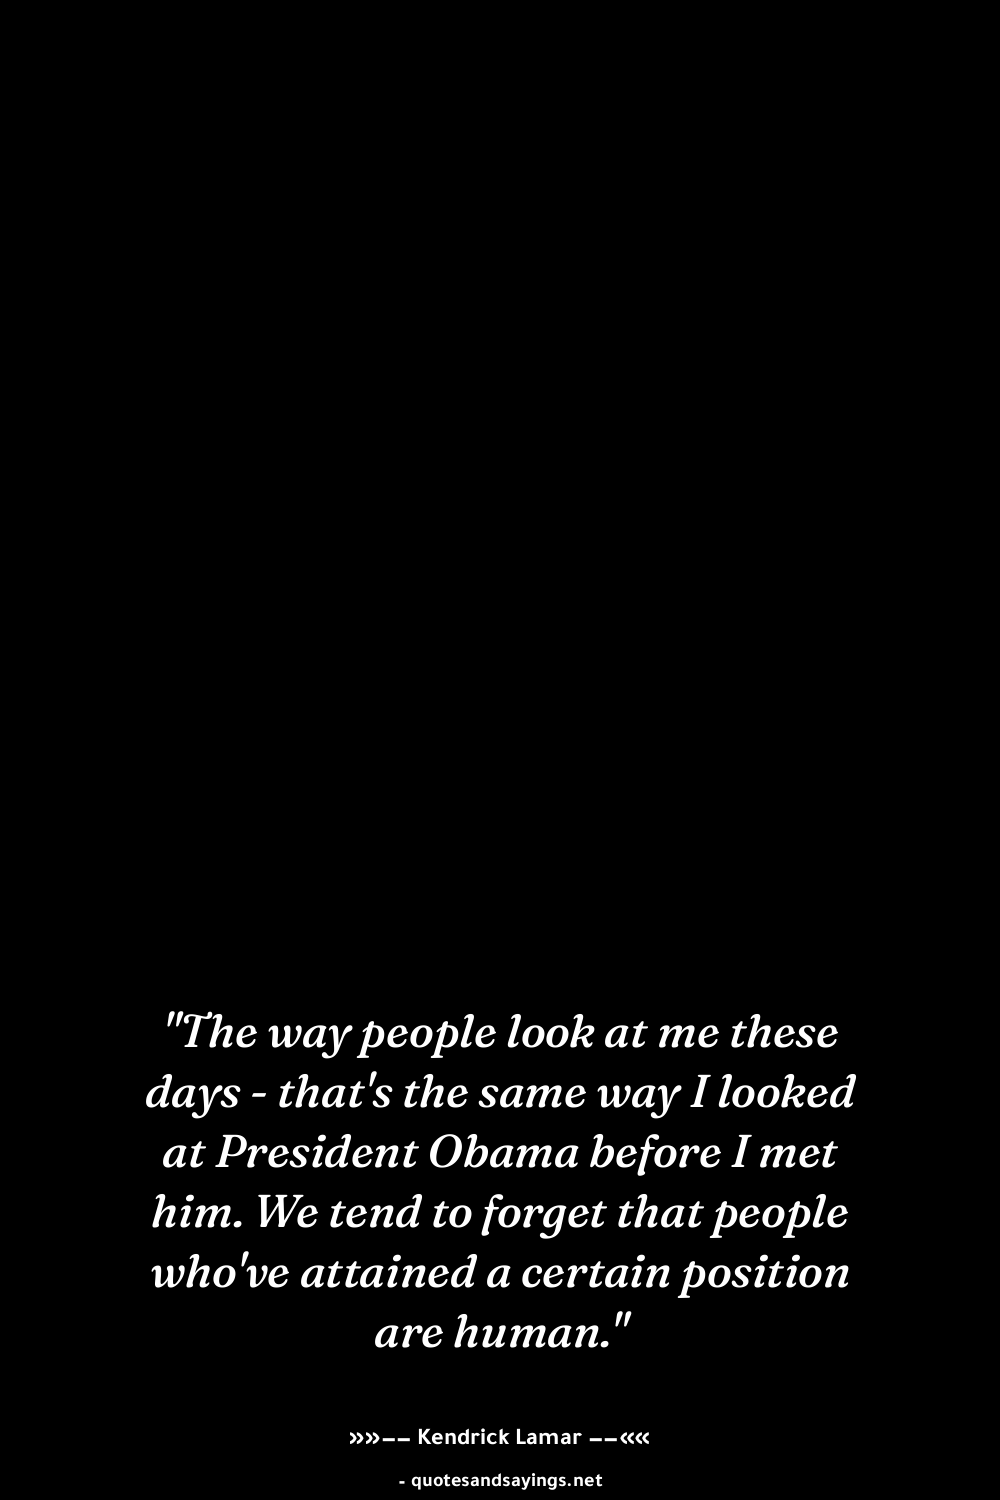 "The way people look at me these
days - that's the same way I looked
at President Obama before I met
him. We tend to forget that people
who've attained a certain position
are human."
»»-- Kendrick Lamar --««
- quotesandsayings.net